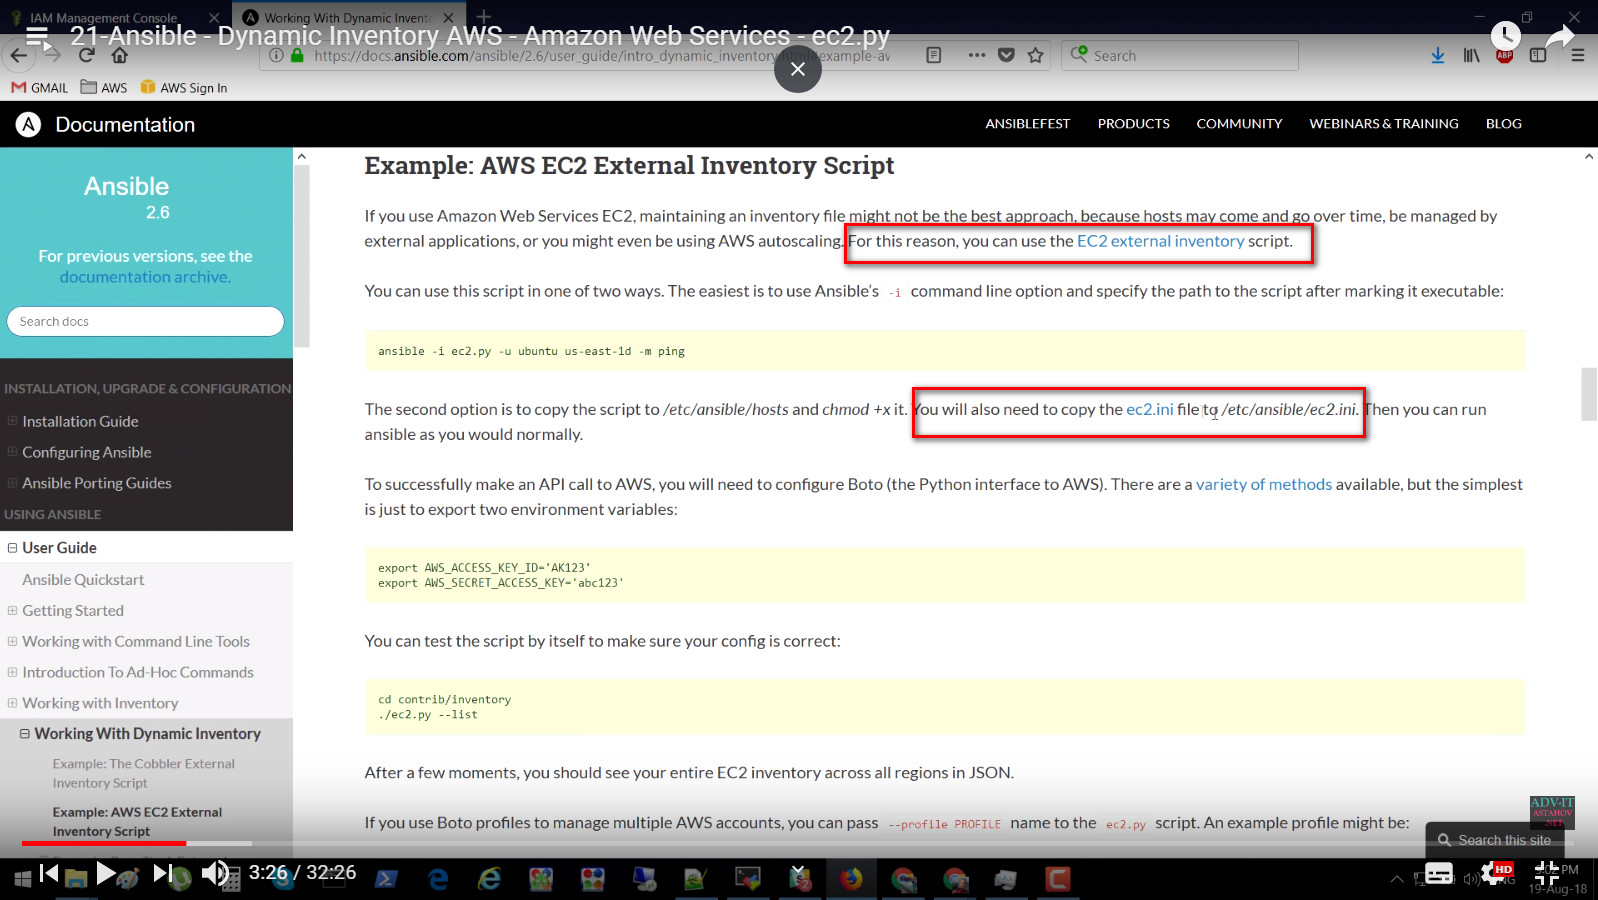 IAM Management Console
Working With Dynamic Invento
21-Ansible - Dynamic Inventory AWS - Amazon Web Services - ec2.py
https://docs.ansible.com/ansible/2.6/user_guide/intro_dynamic_inventory.html#example-av
Search
ABP
GMAIL
AWS
AWS Sign In
Documentation
ANSIBLEFEST
PRODUCTS
COMMUNITY
WEBINARS & TRAINING
BLOG
Ansible
2.6
For previous versions, see the
documentation archive.
Search docs
INSTALLATION, UPGRADE & CONFIGURATION
Installation Guide
Configuring Ansible
Ansible Porting Guides
USING ANSIBLE
User Guide
Ansible Quickstart
Getting Started
Working with Command Line Tools
Introduction To Ad-Hoc Commands
Working with Inventory
Working With Dynamic Inventory
Example: The Cobbler External
Inventory Script
Example: AWS EC2 External
Inventory Script
Example: AWS EC2 External Inventory Script
If you use Amazon Web Services EC2, maintaining an inventory file might not be the best approach, because hosts may come and go over time, be managed by
external applications, or you might even be using AWS autoscaling. For this reason, you can use the EC2 external inventory script.
You can use this script in one of two ways. The easiest is to use Ansible's -i command line option and specify the path to the script after marking it executable:
ansible -i ec2.py -u ubuntu us-east-1d -m ping
The second option is to copy the script to /etc/ansible/hosts and chmod +x it. You will also need to copy the ec2.ini file to /etc/ansible/ec2.ini. Then you can run
ansible as you would normally.
To successfully make an API call to AWS, you will need to configure Boto (the Python interface to AWS). There are a variety of methods available, but the simplest
is just to export two environment variables:
export AWS_ACCESS_KEY_ID='AK123'
export AWS_SECRET_ACCESS_KEY='abc123'
You can test the script by itself to make sure your config is correct:
cd contrib/inventory
./ec2.py --list
After a few moments, you should see your entire EC2 inventory across all regions in JSON.
If you use Boto profiles to manage multiple AWS accounts, you can pass --profile PROFILE name to the ec2.py script. An example profile might be:
ADV-IT
ASTAHOV
.NET
Search this site
3:26 / 32:26
HD
PM
19-Aug-18